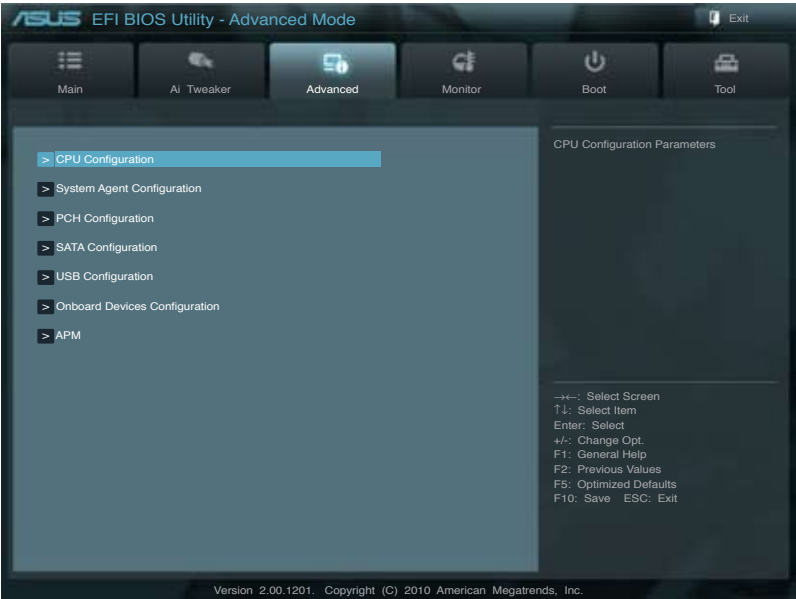 ASUS EFI BIOS Utility - Advanced Mode
Exit
Main
Ai Tweaker
Advanced
Monitor
Boot
Tool
> CPU Configuration
> System Agent Configuration
> PCH Configuration
> SATA Configuration
> USB Configuration
> Onboard Devices Configuration
> APM
CPU Configuration Parameters
→←: Select Screen
↑↓: Select Item
Enter: Select
+/-: Change Opt.
F1: General Help
F2: Previous Values
F5: Optimized Defaults
F10: Save ESC: Exit
Version 2.00.1201. Copyright (C) 2010 American Megatrends, Inc.